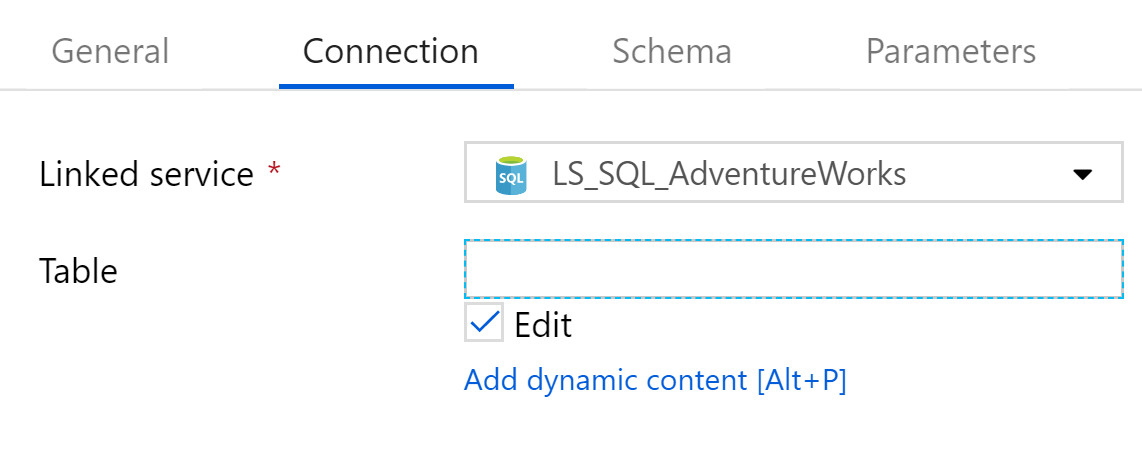 General Connection Schema Parameters
Linked service * SQL LS_SQL_AdventureWorks
Table
Edit
Add dynamic content [Alt+P]